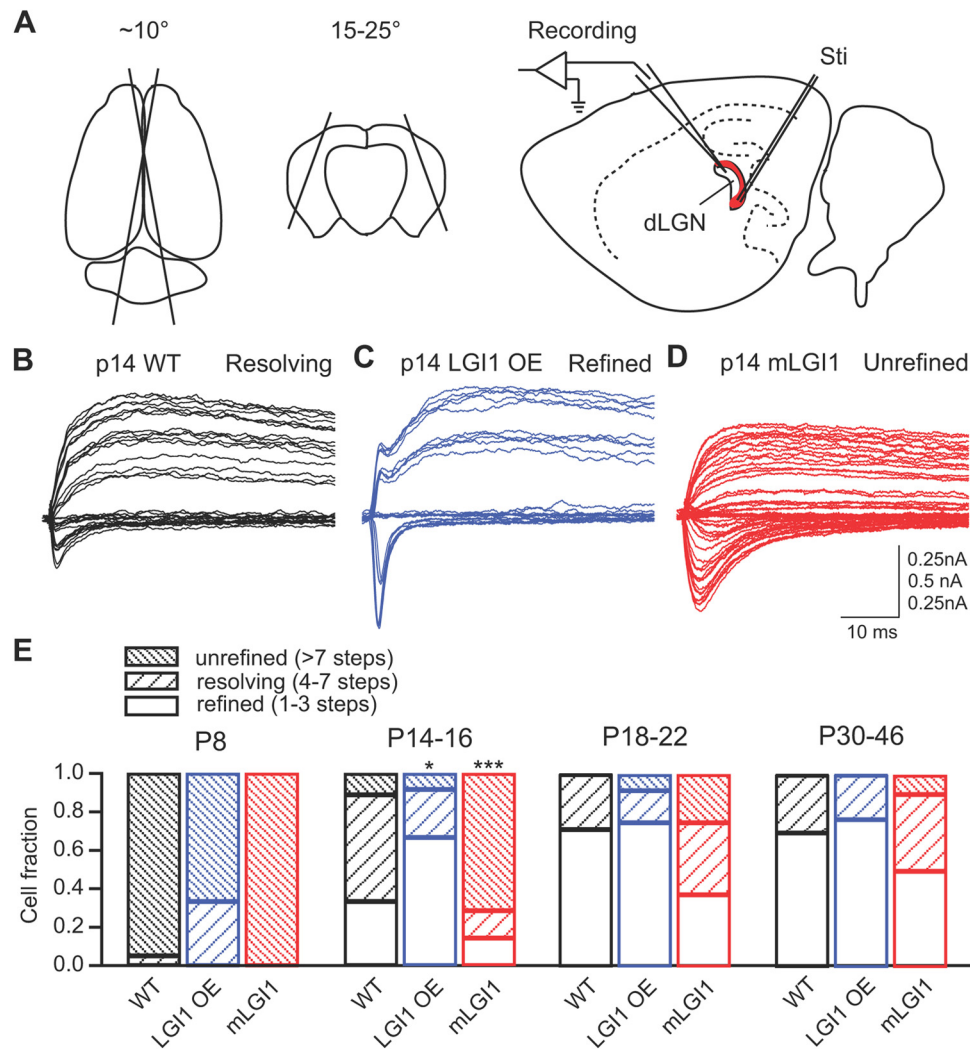 A
~10°
15-25°
Recording
Sti
dLGN
B
p14 WT
Resolving
C
p14 LGI1 OE
Refined
D
p14 mLGI1
Unrefined
0.25nA
0.5 nA
0.25nA
10 ms
E
unrefined (>7 steps)
resolving (4-7 steps)
refined (1-3 steps)
P8
P14-16
P18-22
P30-46
* ***
Cell fraction
1.0
0.8
0.6
0.4
0.2
0.0
WT
LGI1 OE
mLGI1
WT
LGI1 OE
mLGI1
WT
LGI1 OE
mLGI1
WT
LGI1 OE
mLGI1